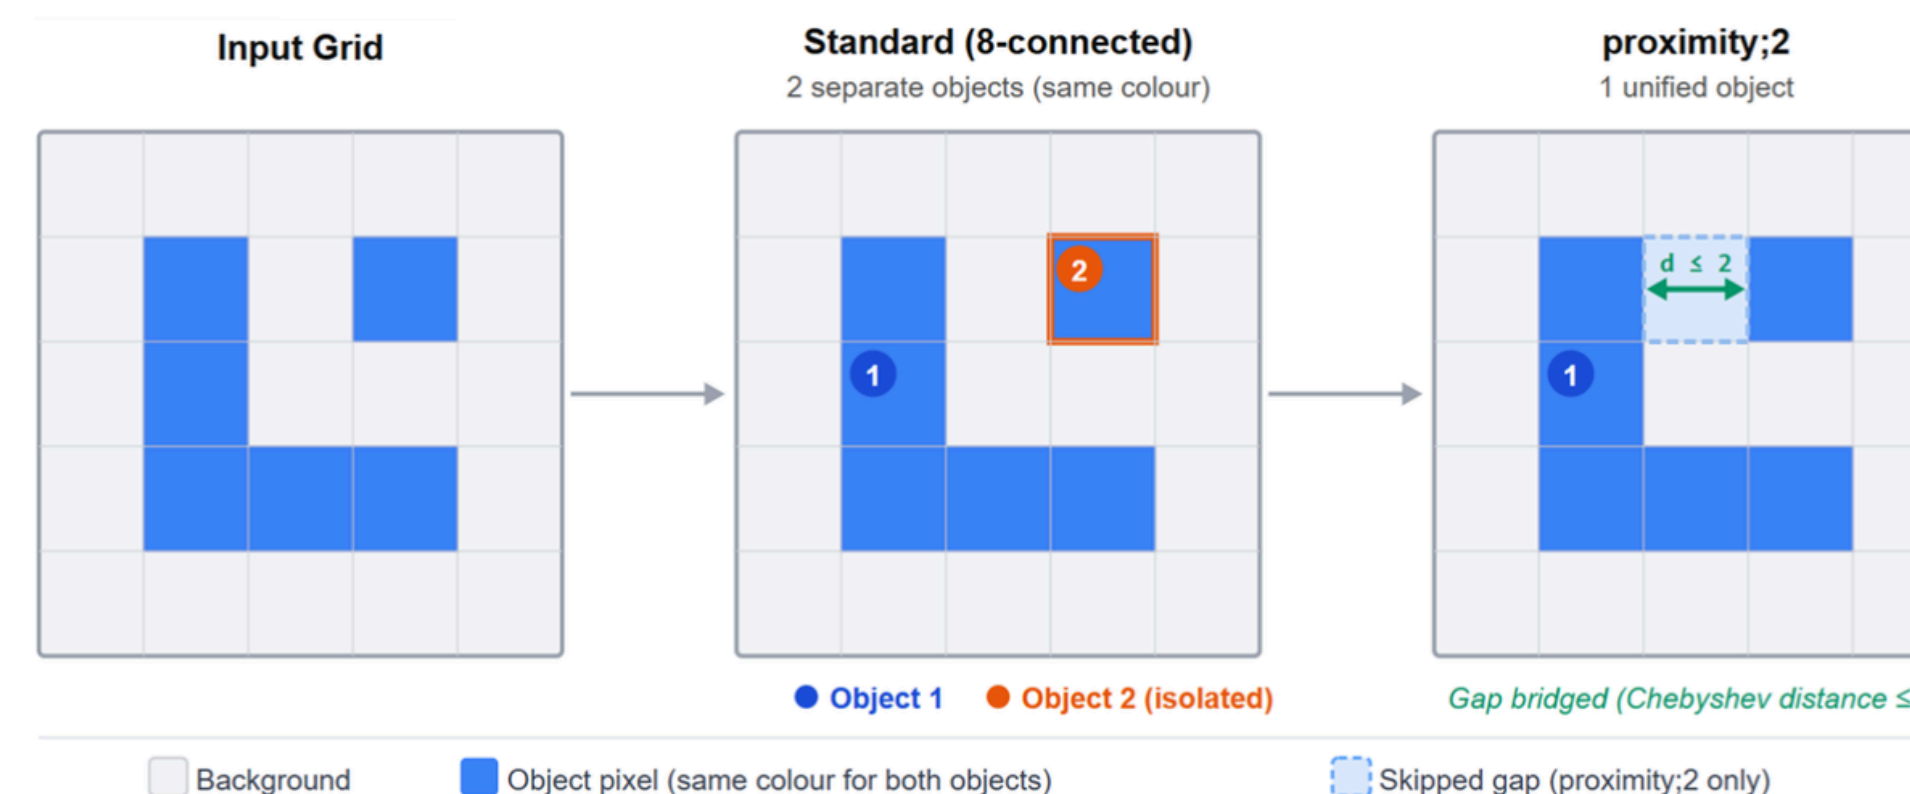 Input Grid
Standard (8-connected)
2 separate objects (same colour)
proximity;2
1 unified object
2
1
d ≤ 2
1
Object 1
Object 2 (isolated)
Gap bridged (Chebyshev distance ≤
Background
Object pixel (same colour for both objects)
Skipped gap (proximity;2 only)